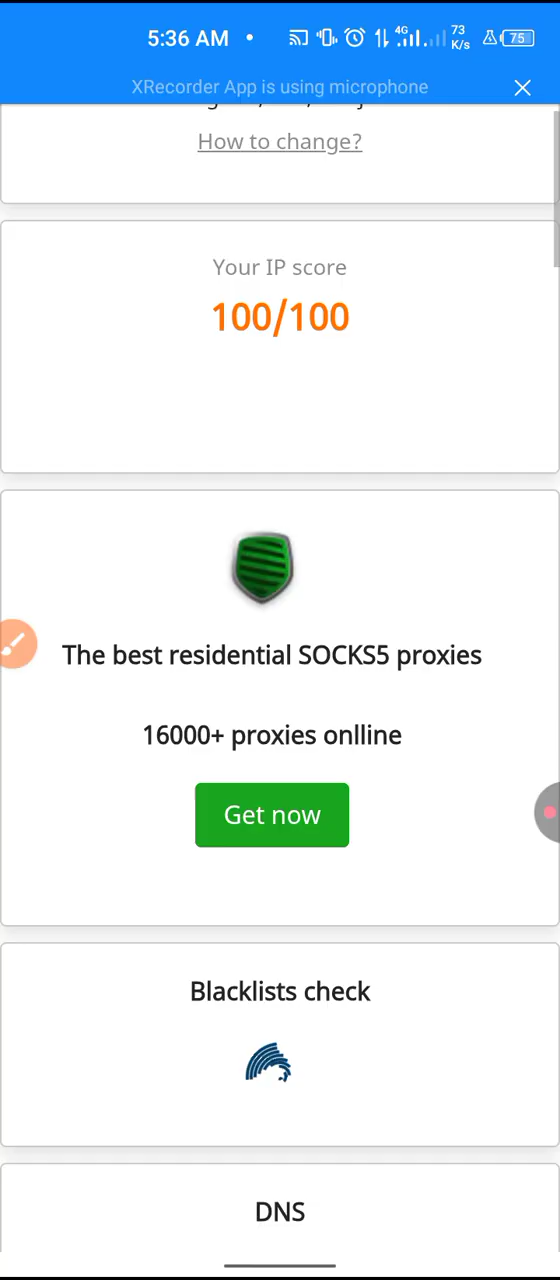 5:36 AM
4G
73
K/s
75
XRecorder App is using microphone
How to change?
Your IP score
100/100
The best residential SOCKS5 proxies
16000+ proxies onlline
Get now
Blacklists check
DNS